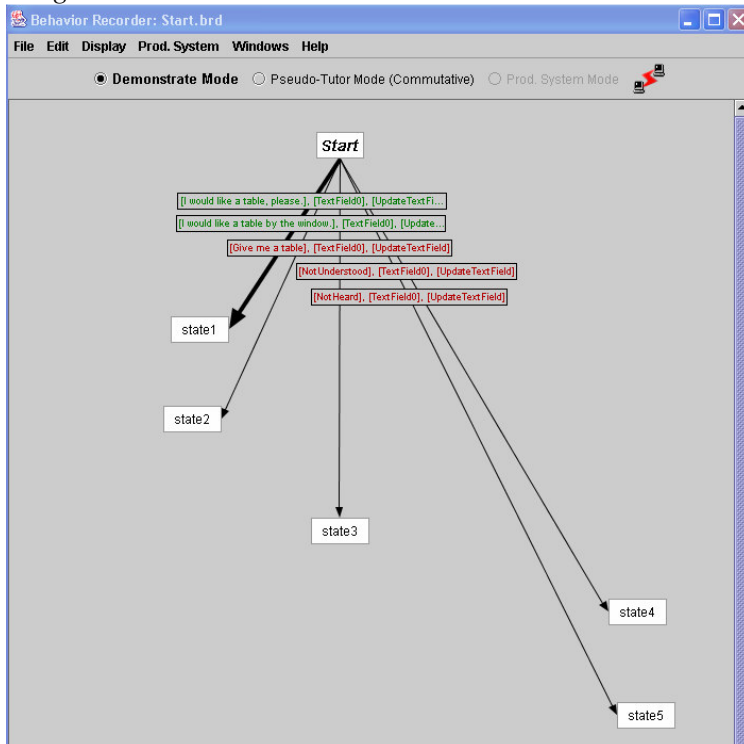 Behavior Recorder: Start.brd
File Edit Display Prod. System Windows Help
Demonstrate Mode Pseudo-Tutor Mode (Commutative) Prod. System Mode
Start
[I would like a table, please.], [TextField0], [UpdateTextFi...
[I would like a table by the window.], [TextField0], [Update...
[Give me a table], [TextField0], [UpdateTextField]
[NotUnderstood], [TextField0], [UpdateTextField]
[NotHeard], [TextField0], [UpdateTextField]
state1
state2
state3
state4
state5